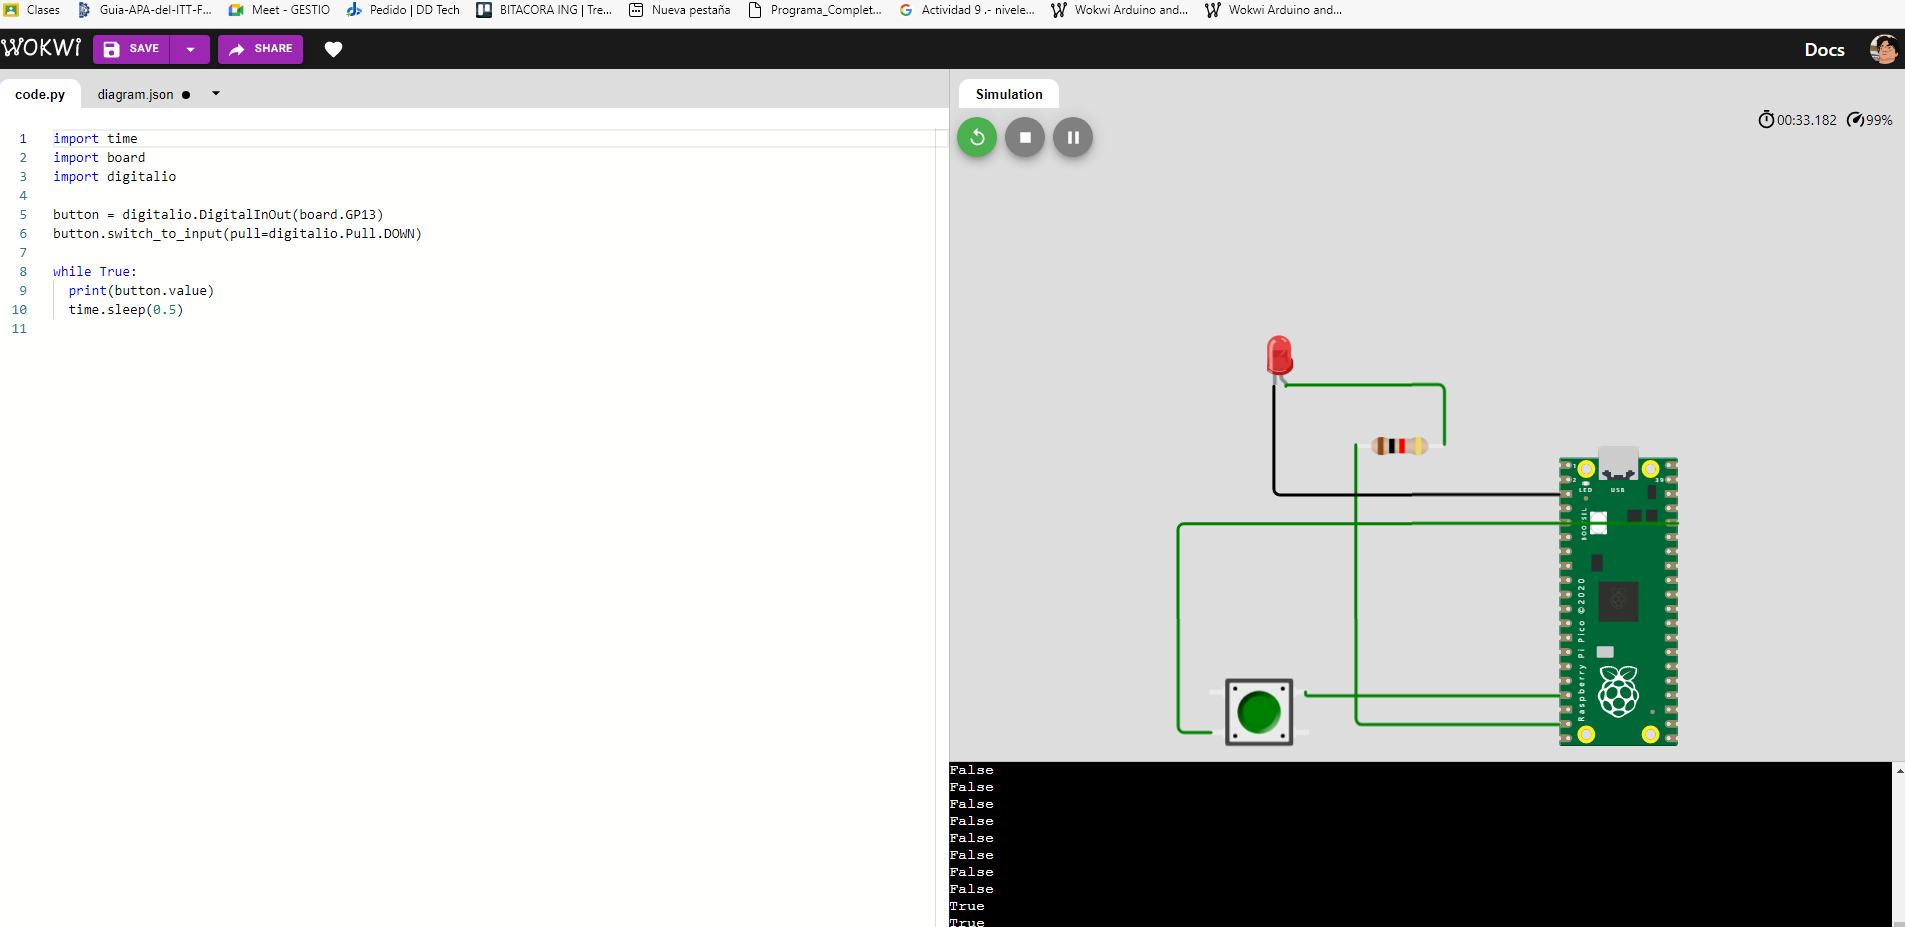 Clases Guia-APA-del-ITT-F... Meet - GESTIO Pedido | DD Tech BITACORA ING | Tre... Nueva pestaña Programa_Complet... Actividad 9 .- nivele... Wokwi Arduino and... Wokwi Arduino and...
WOKWi SAVE SHARE Docs
code.py diagram.json
1 import time
2 import board
3 import digitalio
4
5 button = digitalio.DigitalInOut(board.GP13)
6 button.switch_to_input(pull=digitalio.Pull.DOWN)
7
8 while True:
9 print(button.value)
10 time.sleep(0.5)
11
Simulation
00:33.182 99%
1
2 39
LED USB
BOOTSEL
Raspberry Pi Pico ©2020
False
False
False
False
False
False
False
False
True
True